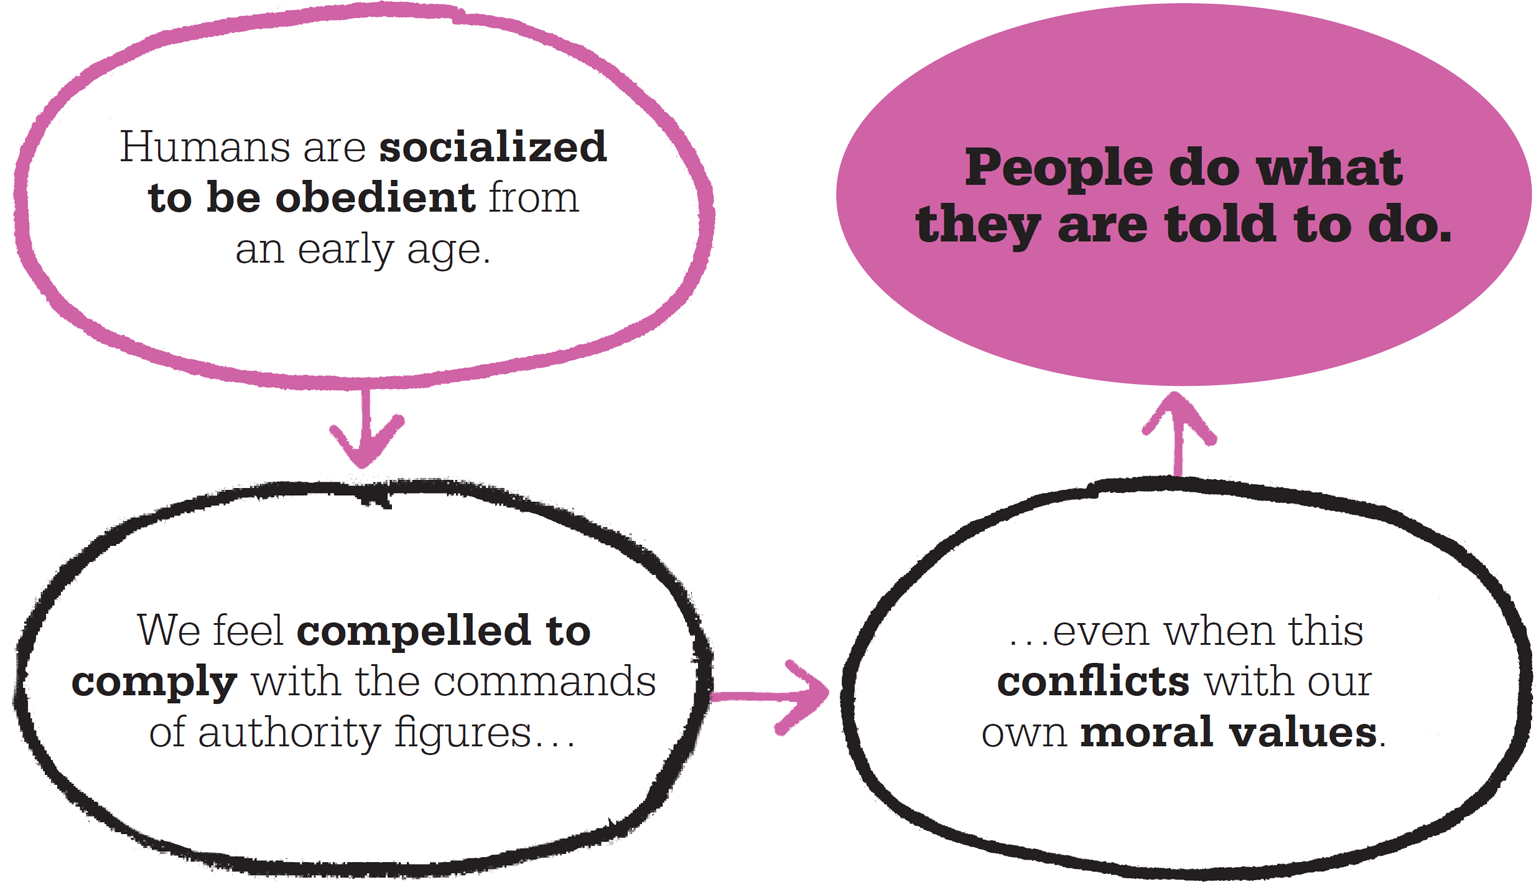 Humans are socialized
to be obedient from
an early age.
We feel compelled to
comply with the commands
of authority figures…
…even when this
conflicts with our
own moral values.
People do what
they are told to do.